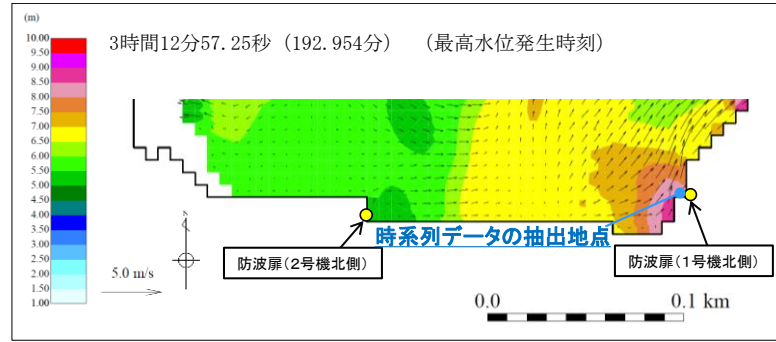 (m)
3時間12分57.25秒（192.954分） （最高水位発生時刻）
10.00
9.50
9.00
8.50
8.00
7.50
7.00
6.50
6.00
5.50
5.00
4.50
4.00
3.50
3.00
2.50
2.00
1.50
1.00
N
5.0 m/s
時系列データの抽出地点
防波扉（2号機北側）
防波扉（1号機北側）
0.0
0.1 km